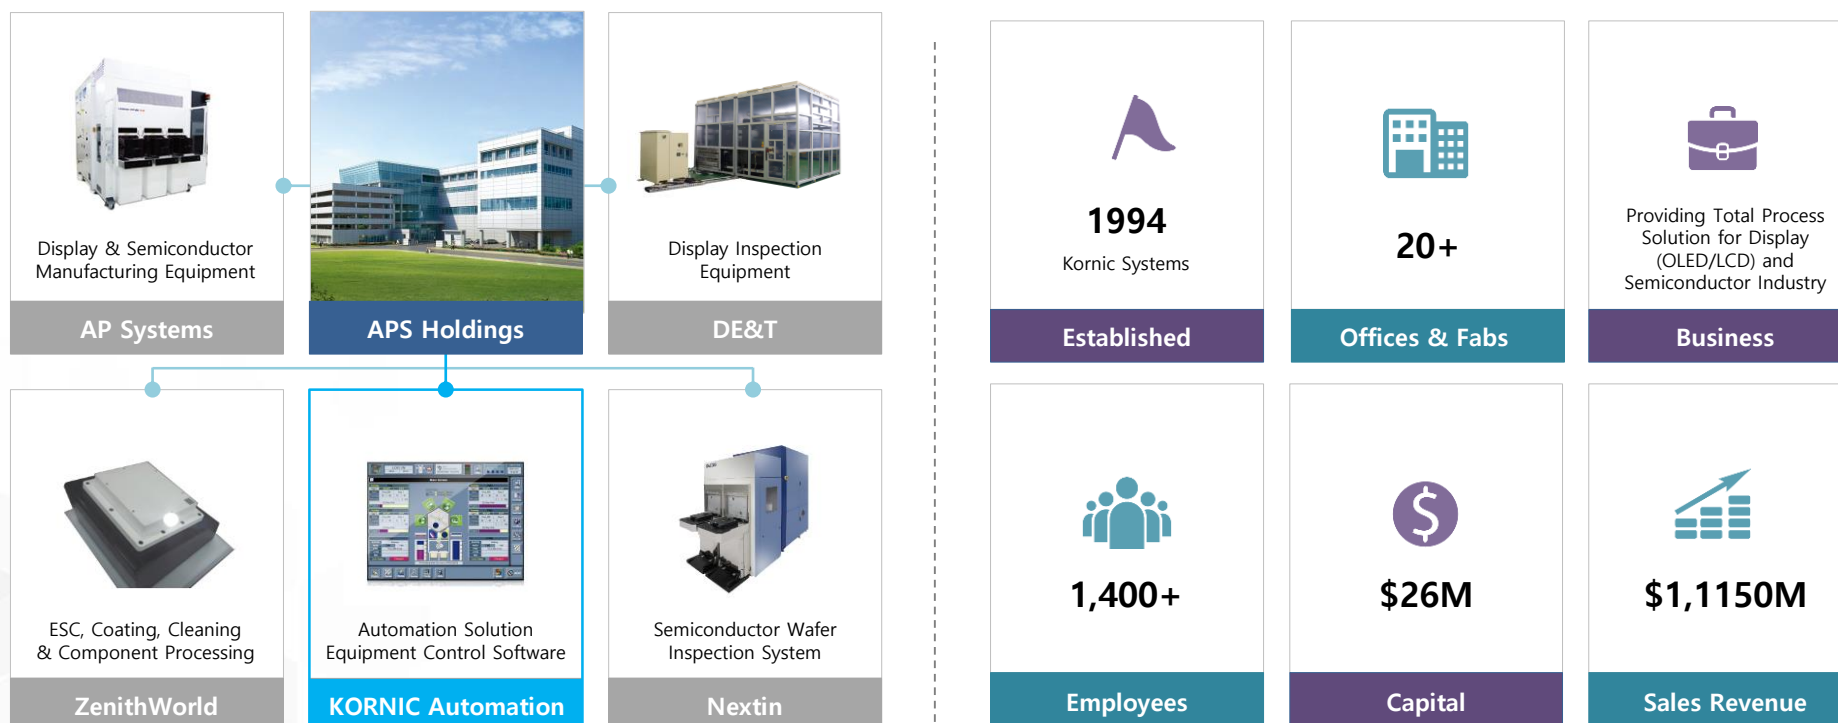 Display & Semiconductor
Manufacturing Equipment
AP Systems
APS Holdings
Display Inspection
Equipment
DE&T
ESC, Coating, Cleaning
& Component Processing
ZenithWorld
Automation Solution
Equipment Control Software
KORNIC Automation
Semiconductor Wafer
Inspection System
Nextin
1994
Kornic Systems
Established
20+
Offices & Fabs
Providing Total Process
Solution for Display
(OLED/LCD) and
Semiconductor Industry
Business
1,400+
Employees
$
$26M
Capital
$1,1150M
Sales Revenue